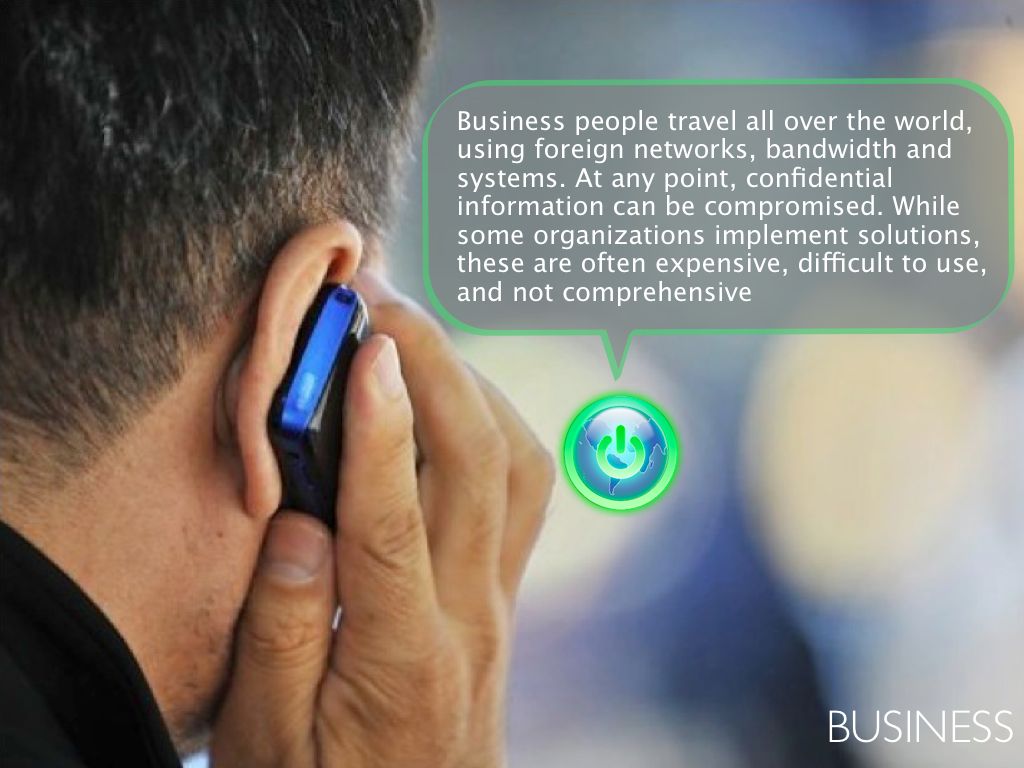 Business people travel all over the world,
using foreign networks, bandwidth and
systems. At any point, confidential
information can be compromised. While
some organizations implement solutions,
these are often expensive, difficult to use,
and not comprehensive
BUSINESS